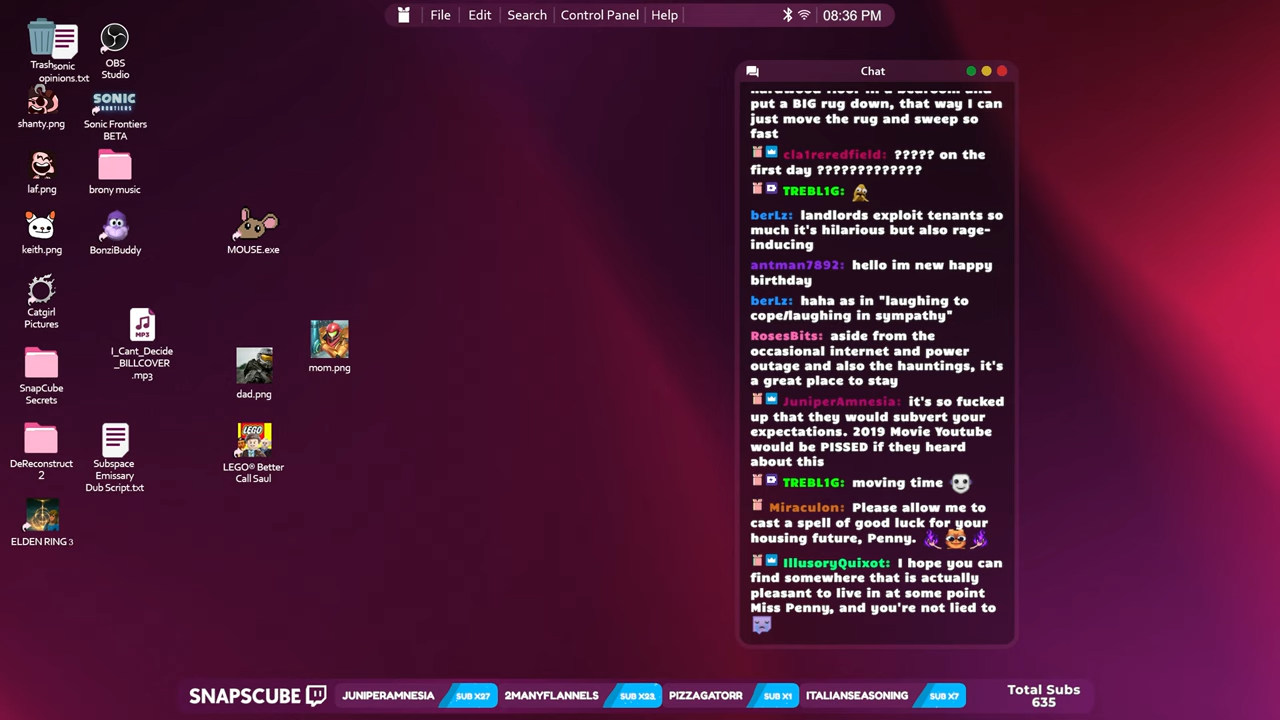 File Edit Search Control Panel Help 08:36 PM
Trash
sonic opinions.txt
OBS Studio
shanty.png
SONIC FRONTIERS
Sonic Frontiers BETA
laf.png
brony music
keith.png
BonziBuddy
MOUSE.exe
Catgirl Pictures
MP3
I_Cant_Decide
_BILLCOVER
.mp3
dad.png
mom.png
SnapCube
Secrets
DeReconstruct
2
Subspace
Emissary
Dub Script.txt
LEGO
LEGO® Better
Call Saul
ELDEN RING 3
Chat
hardwood floor in a bedroom and
put a BIG rug down, that way I can
just move the rug and sweep so
fast
cla1reredfield: ????? on the
first day ?????????????
TREBL1G:
berLz: landlords exploit tenants so
much it's hilarious but also rage-
inducing
antman7892: hello im new happy
birthday
berLz: haha as in "laughing to
cope/laughing in sympathy"
RosesBits: aside from the
occasional internet and power
outage and also the hauntings, it's
a great place to stay
JuniperAmnesia: it's so fucked
up that they would subvert your
expectations. 2019 Movie Youtube
would be PISSED if they heard
about this
TREBL1G: moving time
Miraculon: Please allow me to
cast a spell of good luck for your
housing future, Penny.
IllusoryQuixot: I hope you can
find somewhere that is actually
pleasant to live in at some point
Miss Penny, and you're not lied to
SNAPSCUBE JUNIPERAMNESIA SUB X27 2MANYFLANNELS SUB X23 PIZZAGATORR SUB X1 ITALIANSEASONING SUB X7 Total Subs
635